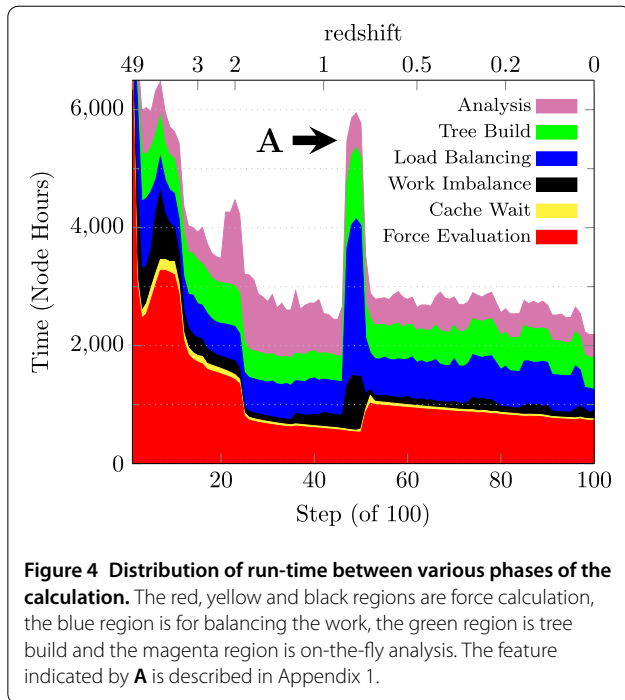 redshift
49 3 2 1 0.5 0.2 0
6,000
4,000
2,000
0
Time (Node Hours)
A
Analysis
Tree Build
Load Balancing
Work Imbalance
Cache Wait
Force Evaluation
20 40 60 80 100
Step (of 100)
Figure 4 Distribution of run-time between various phases of the
calculation. The red, yellow and black regions are force calculation,
the blue region is for balancing the work, the green region is tree
build and the magenta region is on-the-fly analysis. The feature
indicated by A is described in Appendix 1.